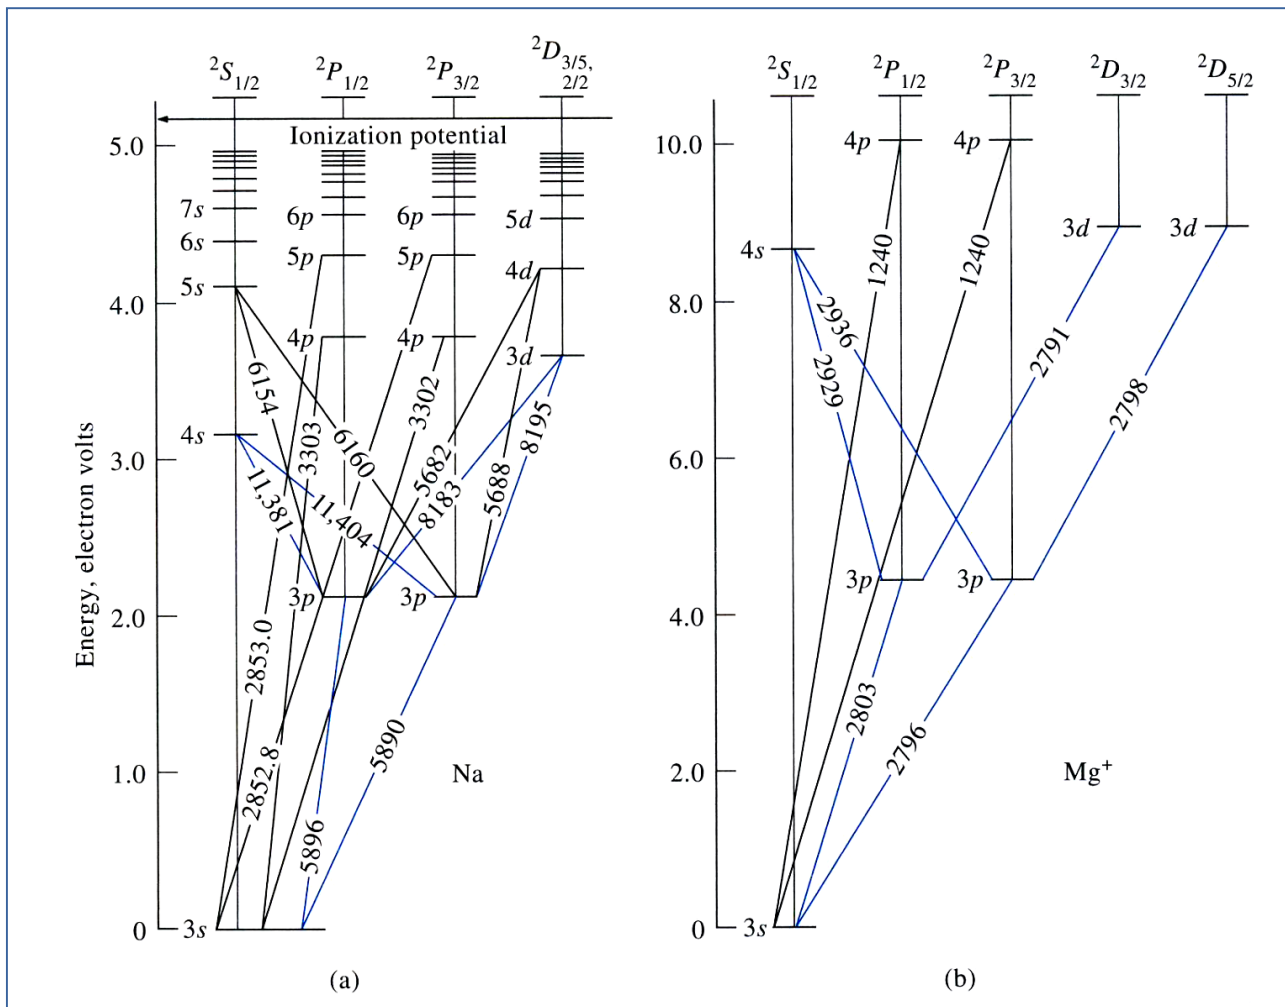 ²D₃/₅,
₂/₂
²S₁/₂
²P₁/₂
²P₃/₂
Ionization potential
5.0
4.0
3.0
2.0
1.0
0
Energy, electron volts
7s
6s
5s
4s
3s
6p
5p
4p
3p
6p
5p
4p
3p
5d
4d
3d
6154
6160
11,381
11,404
3303
3302
5682
8183
5688
8195
2853.0
2852.8
5896
5890
Na
(a)
²S₁/₂
²P₁/₂
²P₃/₂
²D₃/₂
²D₅/₂
10.0
8.0
6.0
4.0
2.0
0
4s
3s
4p
3p
4p
3p
3d
3d
1240
1240
2936
2929
2791
2798
2803
2796
Mg⁺
(b)